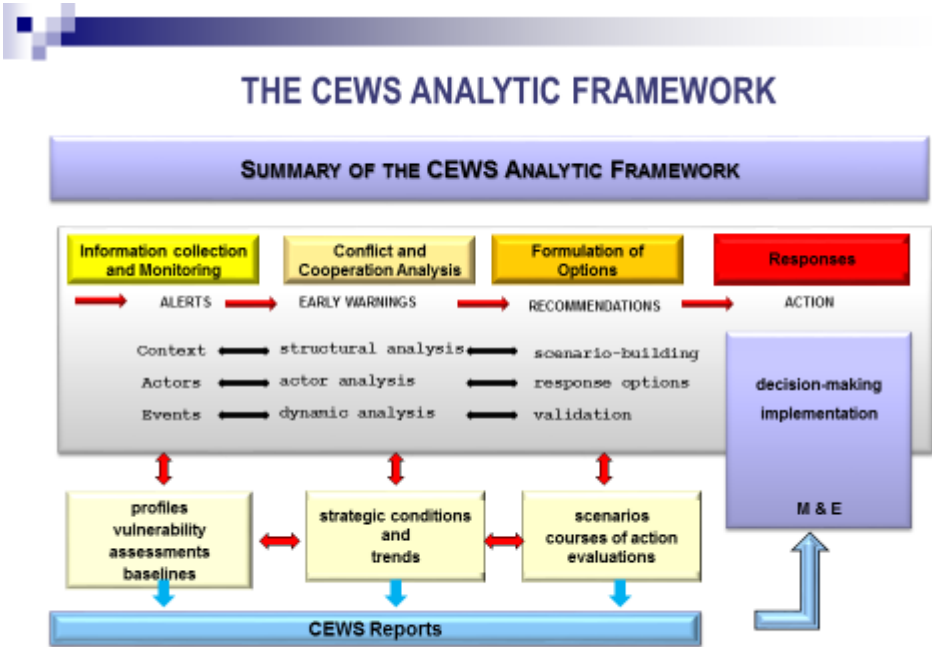 THE CEWS ANALYTIC FRAMEWORK
SUMMARY OF THE CEWS ANALYTIC FRAMEWORK
Information collection
and Monitoring
Conflict and
Cooperation Analysis
Formulation of
Options
Responses
ALERTS
EARLY WARNINGS
RECOMMENDATIONS
ACTION
Context
structural analysis
scenario-building
Actors
actor analysis
response options
Events
dynamic analysis
validation
decision-making
implementation
M & E
profiles
vulnerability
assessments
baselines
strategic conditions
and
trends
scenarios
courses of action
evaluations
CEWS Reports